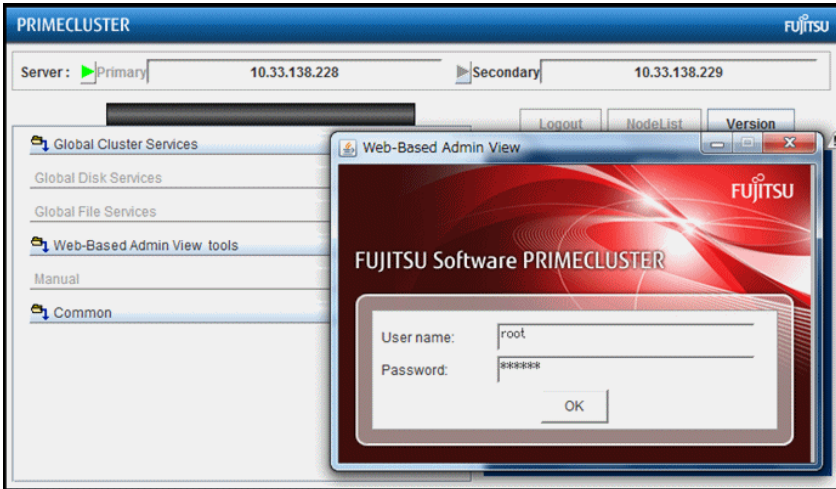 PRIMECLUSTER
FUJITSU
Server : Primary 10.33.138.228 Secondary 10.33.138.229
Logout NodeList Version
Global Cluster Services
Global Disk Services
Global File Services
Web-Based Admin View tools
Manual
Common
Web-Based Admin View
FUJITSU
FUJITSU Software PRIMECLUSTER
User name: root
Password: ******
OK